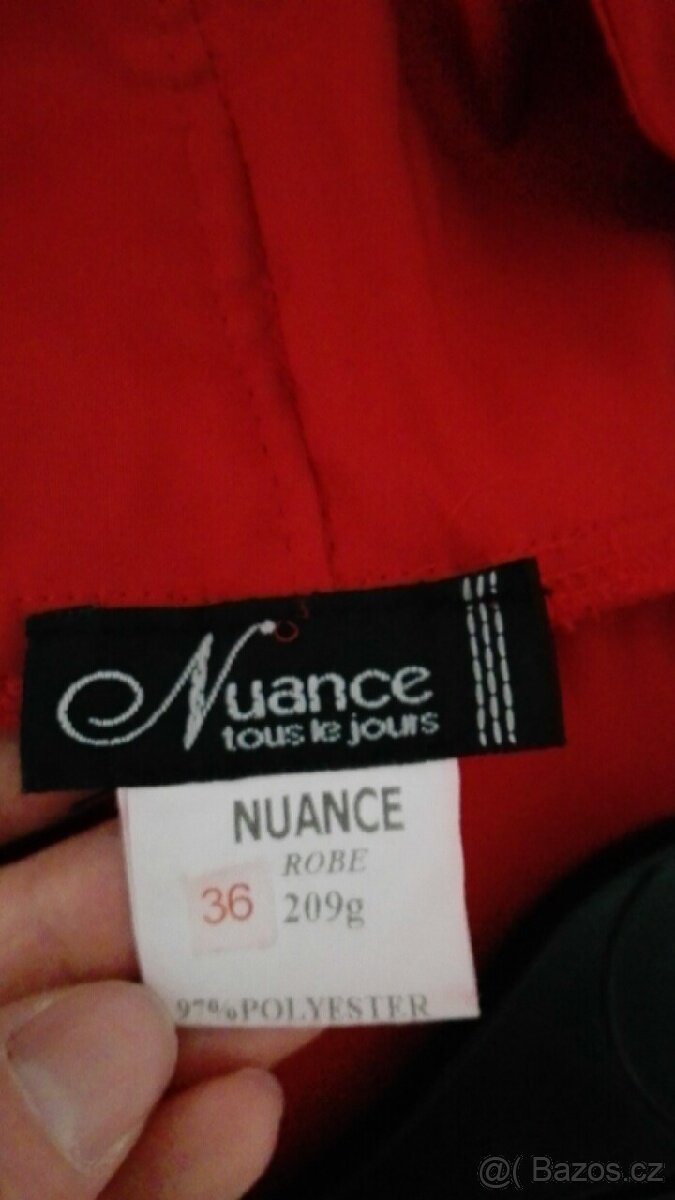 Nuance
tous le jours
NUANCE
ROBE
36 209g
97%POLYESTER
@( Bazos.cz